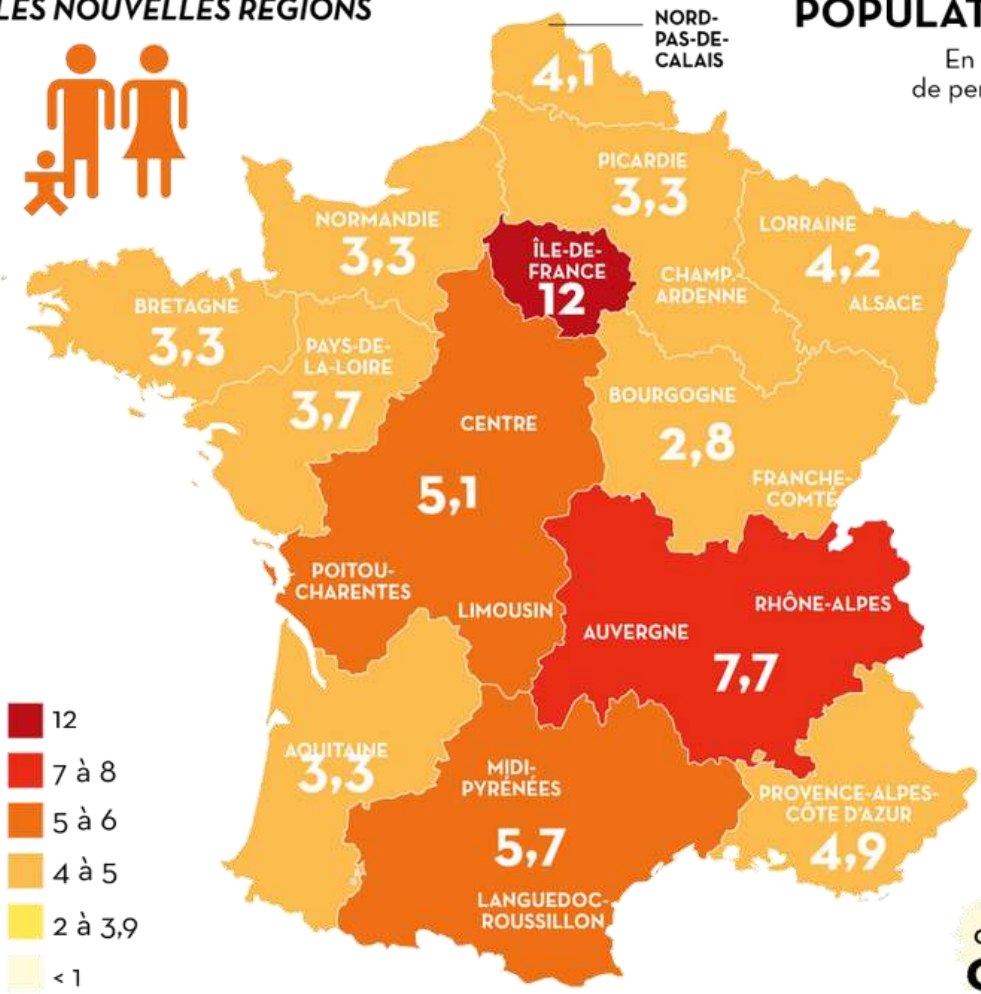 LES NOUVELLES RÉGIONS
POPULAT
En
de per
NORD-
PAS-DE-
CALAIS
4,1
PICARDIE
3,3
NORMANDIE
3,3
ÎLE-DE-
FRANCE
12
LORRAINE
4,2
ALSACE
CHAMP.-
ARDENNE
BRETAGNE
3,3
PAYS-DE-
LA-LOIRE
3,7
BOURGOGNE
2,8
FRANCHE-
COMTÉ
CENTRE
5,1
POITOU-
CHARENTES
LIMOUSIN
AUVERGNE
RHÔNE-ALPES
7,7
AQUITAINE
3,3
MIDI-
PYRÉNÉES
5,7
LANGUEDOC-
ROUSSILLON
PROVENCE-ALPES-
CÔTE D'AZUR
4,9
12
7 à 8
5 à 6
4 à 5
2 à 3,9
< 1